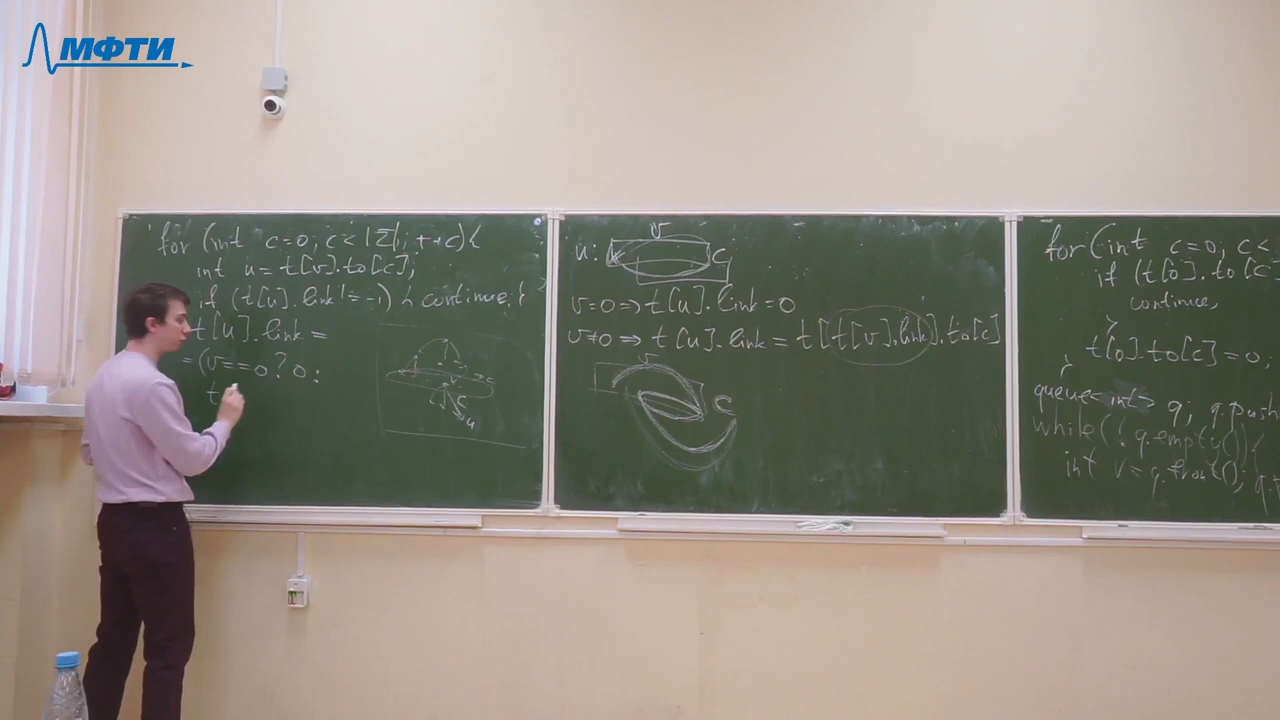 МФТИ
for (int c=0; c<|Σ|; ++c){
int u = t[v].to[c];
if (t[u].link != -1) { continue; }
t[u].link =
= (v==0 ? 0 :
t
c
u
u:
v
c
v=0 ⇒ t[u].link = 0
v≠0 ⇒ t[u].link = t[t[v].link].to[c]
v
c
for (int c=0; c<
if (t[0].to[c
continue;
}
t[0].to[c] = 0;
}
queue<int> q; q.push
while (!q.empty()) {
int v = q.front(); q.